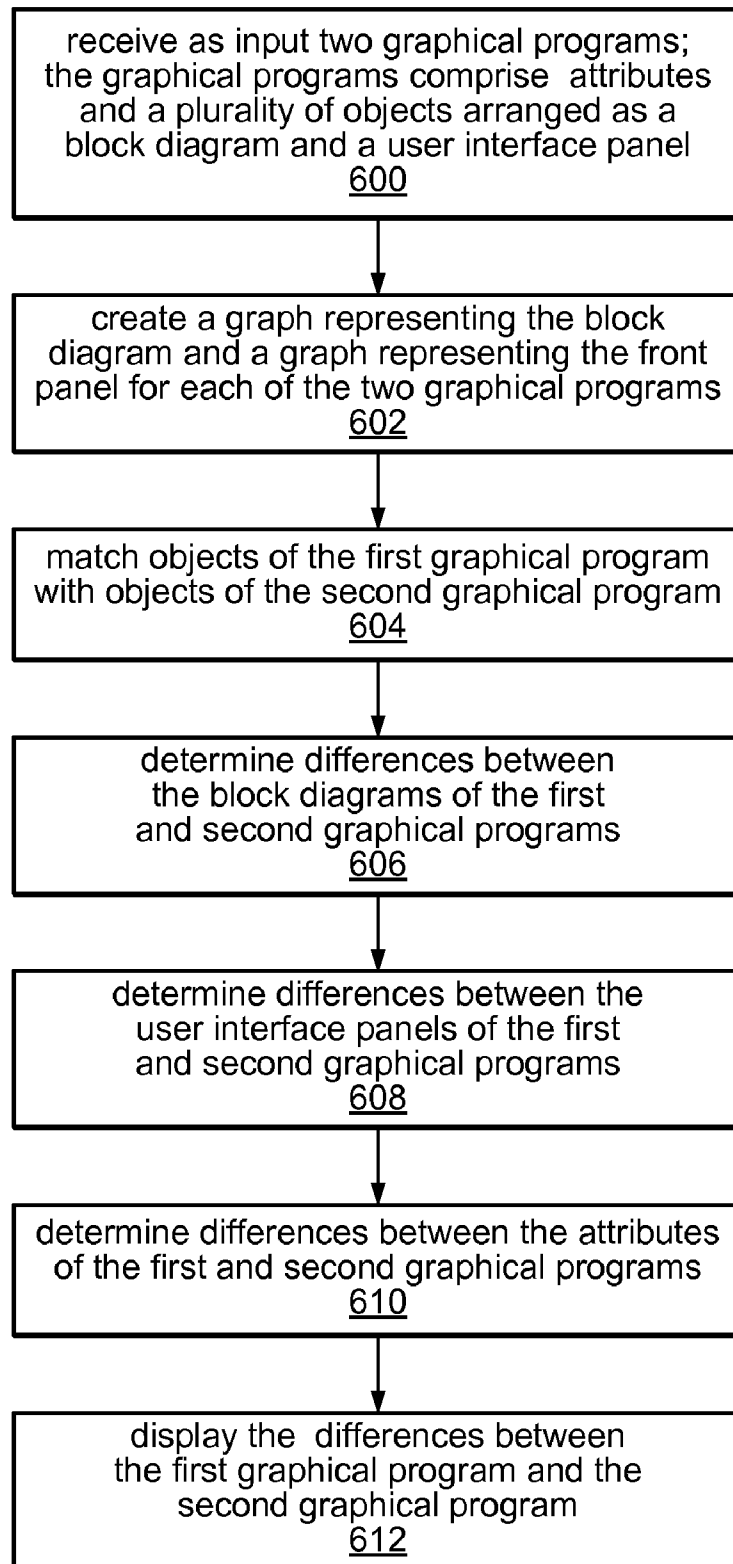 receive as input two graphical programs;
the graphical programs comprise attributes
and a plurality of objects arranged as a
block diagram and a user interface panel
600
create a graph representing the block
diagram and a graph representing the front
panel for each of the two graphical programs
602
match objects of the first graphical program
with objects of the second graphical program
604
determine differences between
the block diagrams of the first
and second graphical programs
606
determine differences between the
user interface panels of the first
and second graphical programs
608
determine differences between the attributes
of the first and second graphical programs
610
display the differences between
the first graphical program and the
second graphical program
612